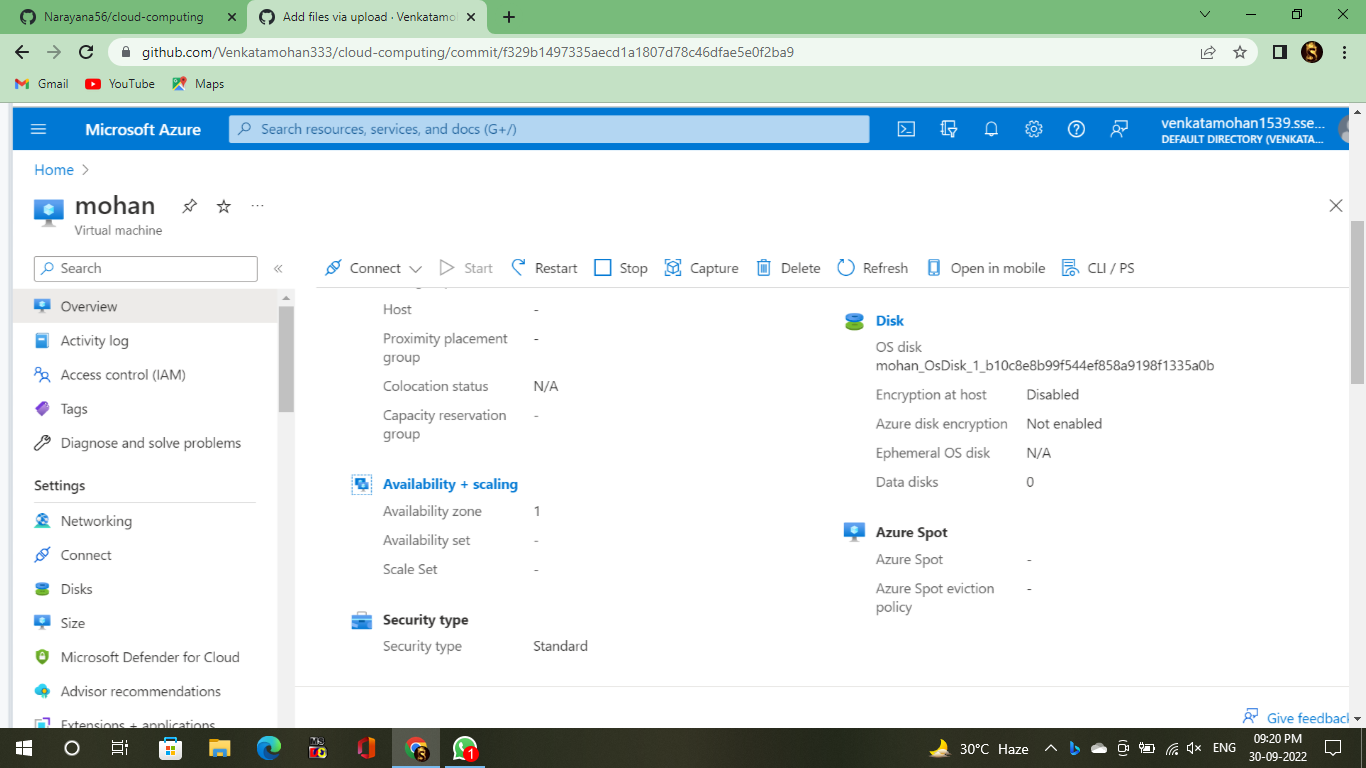 Narayana56/cloud-computing
Add files via upload · Venkatamo
github.com/Venkatamohan333/cloud-computing/commit/f329b1497335aecd1a1807d78c46dfae5e0f2ba9
Gmail
YouTube
Maps
Microsoft Azure
Search resources, services, and docs (G+/)
venkatamohan1539.sse...
DEFAULT DIRECTORY (VENKATA...
Home
mohan
Virtual machine
Search
Connect
Start
Restart
Stop
Capture
Delete
Refresh
Open in mobile
CLI / PS
Overview
Activity log
Access control (IAM)
Tags
Diagnose and solve problems
Settings
Networking
Connect
Disks
Size
Microsoft Defender for Cloud
Advisor recommendations
Extensions + applications
Host -
Proximity placement -
group
Colocation status N/A
Capacity reservation -
group
Availability + scaling
Availability zone 1
Availability set -
Scale Set -
Security type
Security type Standard
Disk
OS disk
mohan_OsDisk_1_b10c8e8b99f544ef858a9198f1335a0b
Encryption at host Disabled
Azure disk encryption Not enabled
Ephemeral OS disk N/A
Data disks 0
Azure Spot
Azure Spot -
Azure Spot eviction -
policy
Give feedback
1
30°C Haze
ENG
09:20 PM
30-09-2022